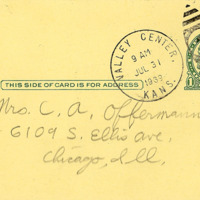 VALLEY CENTER,
9 AM
JUL 31
1939
KANS.
THIS SIDE OF CARD IS FOR ADDRESS
Mrs. C. A. Offermann
6109 S. Ellis Ave.
Chicago, Ill.